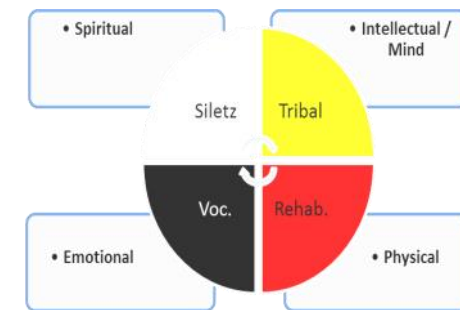 • Spiritual
• Intellectual /
Mind
Siletz
Tribal
Voc.
Rehab.
• Emotional
• Physical